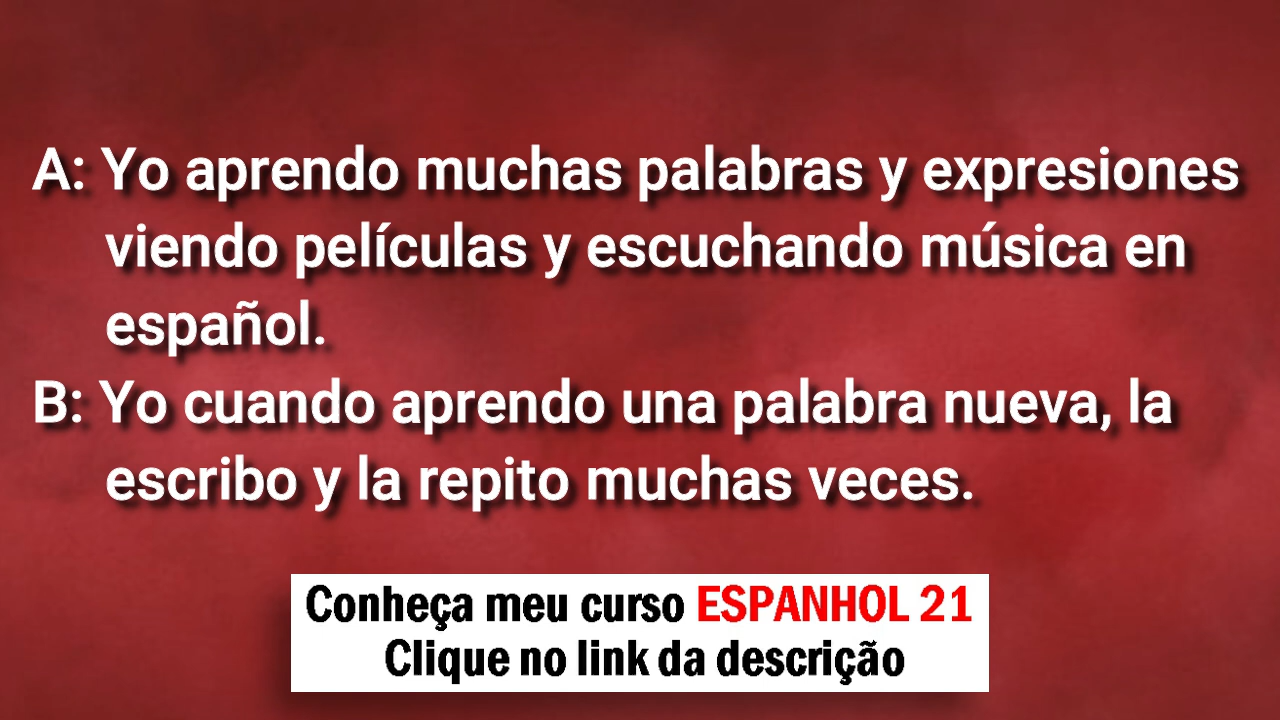 A: Yo aprendo muchas palabras y expresiones
viendo películas y escuchando música en
español.
B: Yo cuando aprendo una palabra nueva, la
escribo y la repito muchas veces.
Conheça meu curso ESPANHOL 21
Clique no link da descrição